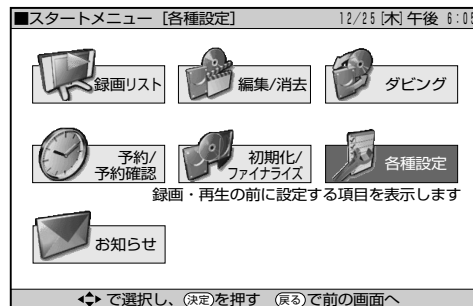 ■スタートメニュー［各種設定］ 12/25［木］午後 6:05
録画リスト 編集/消去 ダビング
予約/ 初期化/ 各種設定
予約確認 ファイナライズ
録画・再生の前に設定する項目を表示します
お知らせ
で選択し、決定を押す 戻るで前の画面へ